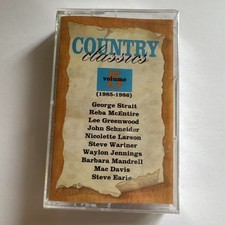 COUNTRY
classics
volume
(1985-1986)
George Strait
Reba McEntire
Lee Greenwood
John Schneider
Nicolette Larson
Steve Wariner
Waylon Jennings
Barbara Mandrell
Mac Davis
Steve Earle